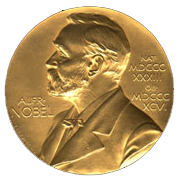 ALFR·
NOBEL
NAT·
MDCCC
XXXIII
OB·
MDCCC
XCVI·